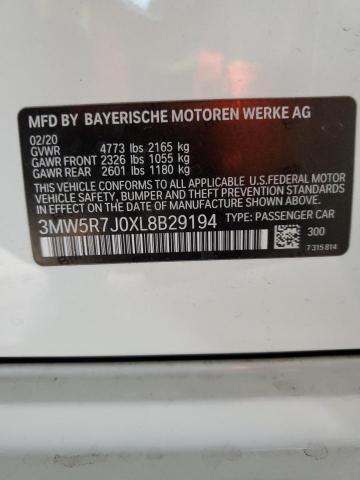 MFD BY BAYERISCHE MOTOREN WERKE AG
02/20
GVWR 4773 lbs 2165 kg
GAWR FRONT 2326 lbs 1055 kg
GAWR REAR 2601 lbs 1180 kg
THIS VEHICLE CONFORMS TO ALL APPLICABLE U.S.FEDERAL MOTOR
VEHICLE SAFETY, BUMPER AND THEFT PREVENTION STANDARDS
IN EFFECT ON THE DATE OF MANUFACTURE SHOWN ABOVE.
3MW5R7J0XL8B29194 TYPE: PASSENGER CAR
300
7 315 814